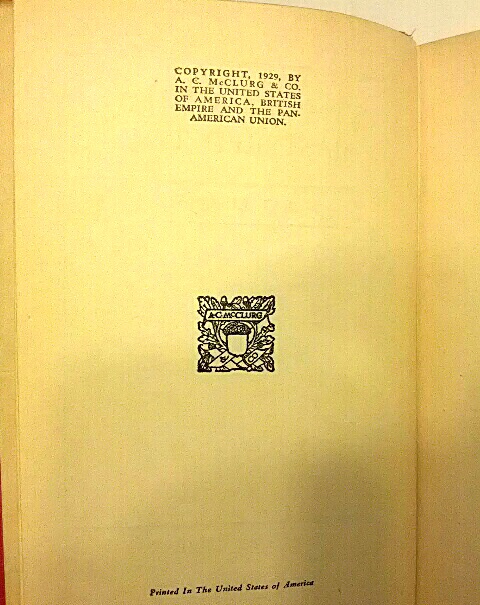 COPYRIGHT, 1929, BY
A. C. McCLURG & CO.
IN THE UNITED STATES
OF AMERICA, BRITISH
EMPIRE AND THE PAN-
AMERICAN UNION.
A·C·McCLURG
& CO
Printed In The United States of America